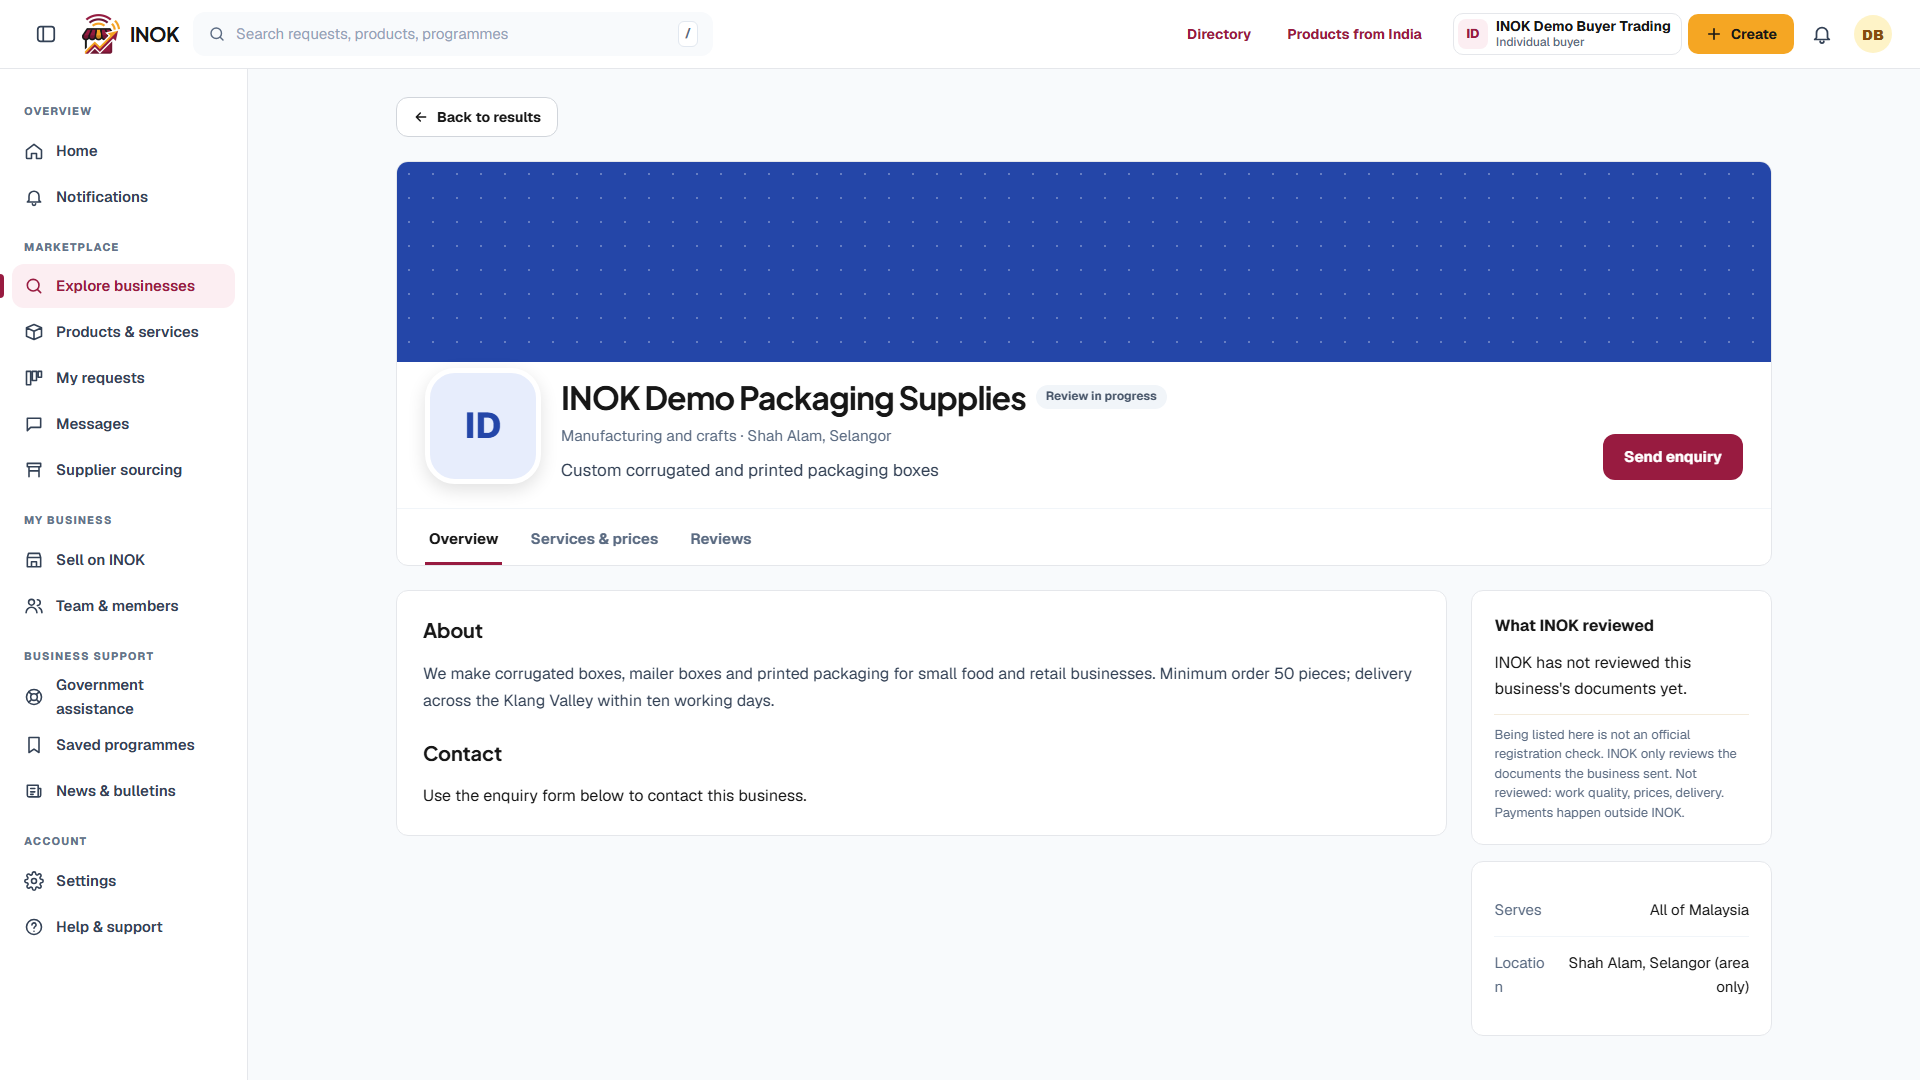 INOK
Search requests, products, programmes
/
Directory
Products from India
ID
INOK Demo Buyer Trading
Individual buyer
Create
DB
OVERVIEW
Home
Notifications
MARKETPLACE
Explore businesses
Products & services
My requests
Messages
Supplier sourcing
MY BUSINESS
Sell on INOK
Team & members
BUSINESS SUPPORT
Government
assistance
Saved programmes
News & bulletins
ACCOUNT
Settings
Help & support
Back to results
ID
INOK Demo Packaging Supplies
Review in progress
Manufacturing and crafts · Shah Alam, Selangor
Custom corrugated and printed packaging boxes
Send enquiry
Overview
Services & prices
Reviews
About
We make corrugated boxes, mailer boxes and printed packaging for small food and retail businesses. Minimum order 50 pieces; delivery
across the Klang Valley within ten working days.
Contact
Use the enquiry form below to contact this business.
What INOK reviewed
INOK has not reviewed this
business's documents yet.
Being listed here is not an official
registration check. INOK only reviews the
documents the business sent. Not
reviewed: work quality, prices, delivery.
Payments happen outside INOK.
Serves
All of Malaysia
Locatio
n
Shah Alam, Selangor (area
only)